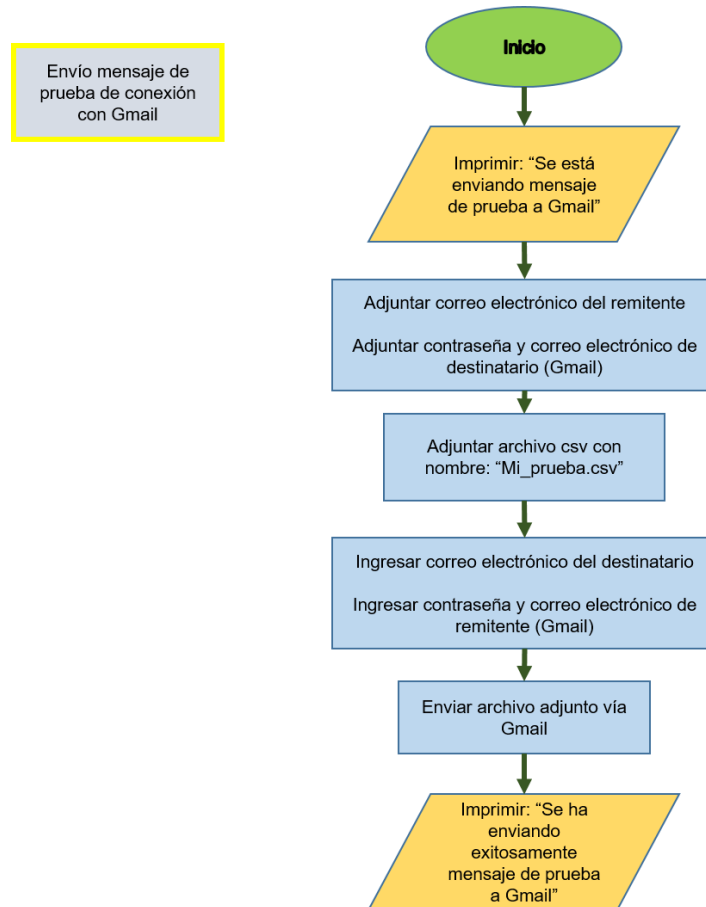 Envío mensaje de
prueba de conexión
con Gmail
Inicio
Imprimir: “Se está
enviando mensaje
de prueba a Gmail”
Adjuntar correo electrónico del remitente
Adjuntar contraseña y correo electrónico de
destinatario (Gmail)
Adjuntar archivo csv con
nombre: “Mi_prueba.csv”
Ingresar correo electrónico del destinatario
Ingresar contraseña y correo electrónico de
remitente (Gmail)
Enviar archivo adjunto vía
Gmail
Imprimir: “Se ha
enviando
exitosamente
mensaje de prueba
a Gmail”